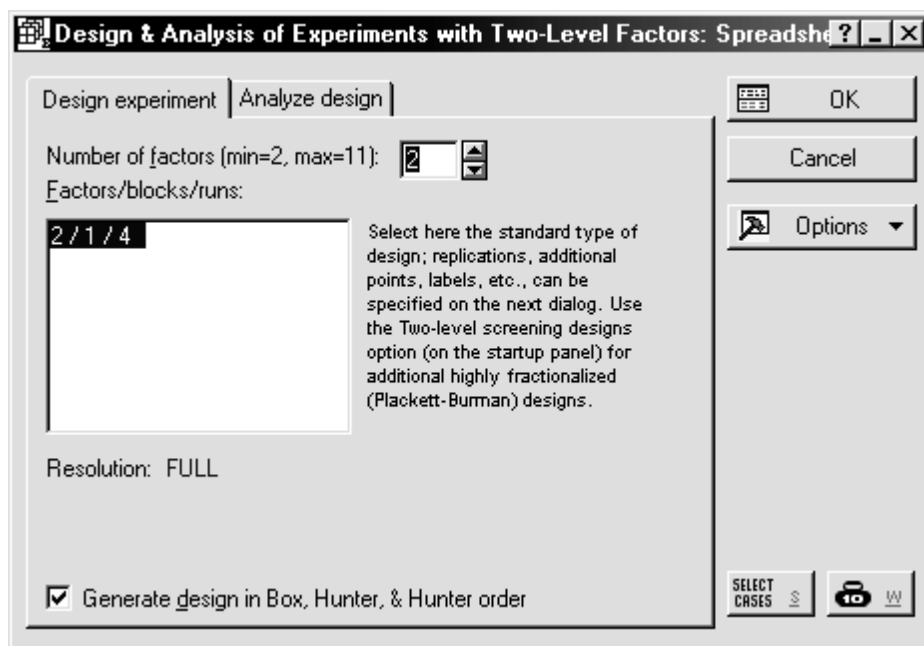 Design & Analysis of Experiments with Two-Level Factors: Spreadshe
Design experiment
Analyze design
Number of factors (min=2, max=11): 2
Factors/blocks/runs:
2 / 1 / 4
Select here the standard type of
design; replications, additional
points, labels, etc., can be
specified on the next dialog. Use
the Two-level screening designs
option (on the startup panel) for
additional highly fractionalized
(Plackett-Burman) designs.
Resolution: FULL
Generate design in Box, Hunter, & Hunter order
OK
Cancel
Options
SELECT
CASES S
10 W